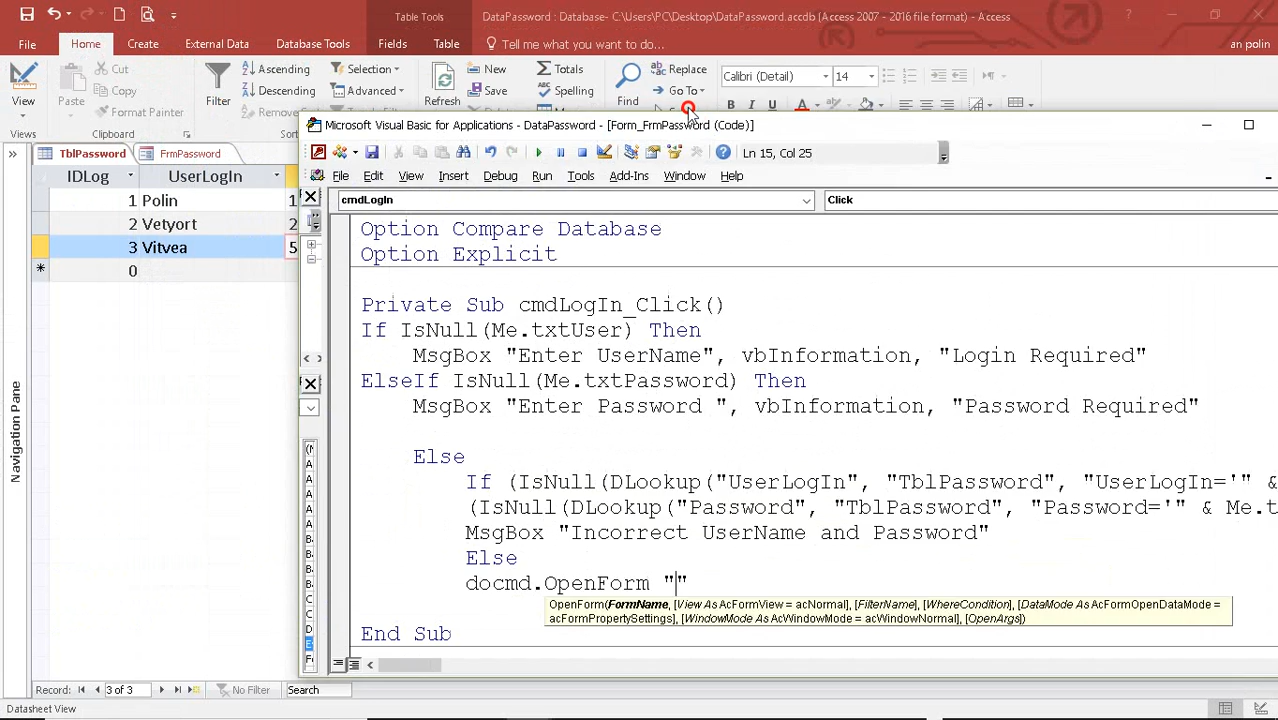 Table Tools
DataPassword : Database- C:\Users\PC\Desktop\DataPassword.accdb (Access 2007 - 2016 file format) - Access
File Home Create External Data Database Tools Fields Table Tell me what you want to do... an polin
View
Views
Paste
Cut
Copy
Format Painter
Clipboard
Filter
Ascending
Descending
Selection
Advanced
Refresh
New
Save
Totals
Spelling
Find
Replace
Go To
Calibri (Detail) 14
B I U A
TblPassword FrmPassword
IDLog UserLogIn
1 Polin 1
2 Vetyort 2
3 Vitvea 5
0
Navigation Pane
Microsoft Visual Basic for Applications - DataPassword - [Form_FrmPassword (Code)]
Ln 15, Col 25
File Edit View Insert Debug Run Tools Add-Ins Window Help
cmdLogIn Click
Option Compare Database
Option Explicit
Private Sub cmdLogIn_Click()
If IsNull(Me.txtUser) Then
MsgBox "Enter UserName", vbInformation, "Login Required"
ElseIf IsNull(Me.txtPassword) Then
MsgBox "Enter Password ", vbInformation, "Password Required"
Else
If (IsNull(DLookup("UserLogIn", "TblPassword", "UserLogIn='" &
(IsNull(DLookup("Password", "TblPassword", "Password='" & Me.t
MsgBox "Incorrect UserName and Password"
Else
docmd.OpenForm ""
OpenForm(FormName, [View As AcFormView = acNormal], [FilterName], [WhereCondition], [DataMode As AcFormOpenDataMode =
acFormPropertySettings], [WindowMode As AcWindowMode = acWindowNormal], [OpenArgs])
End Sub
Record: 3 of 3 No Filter Search
Datasheet View